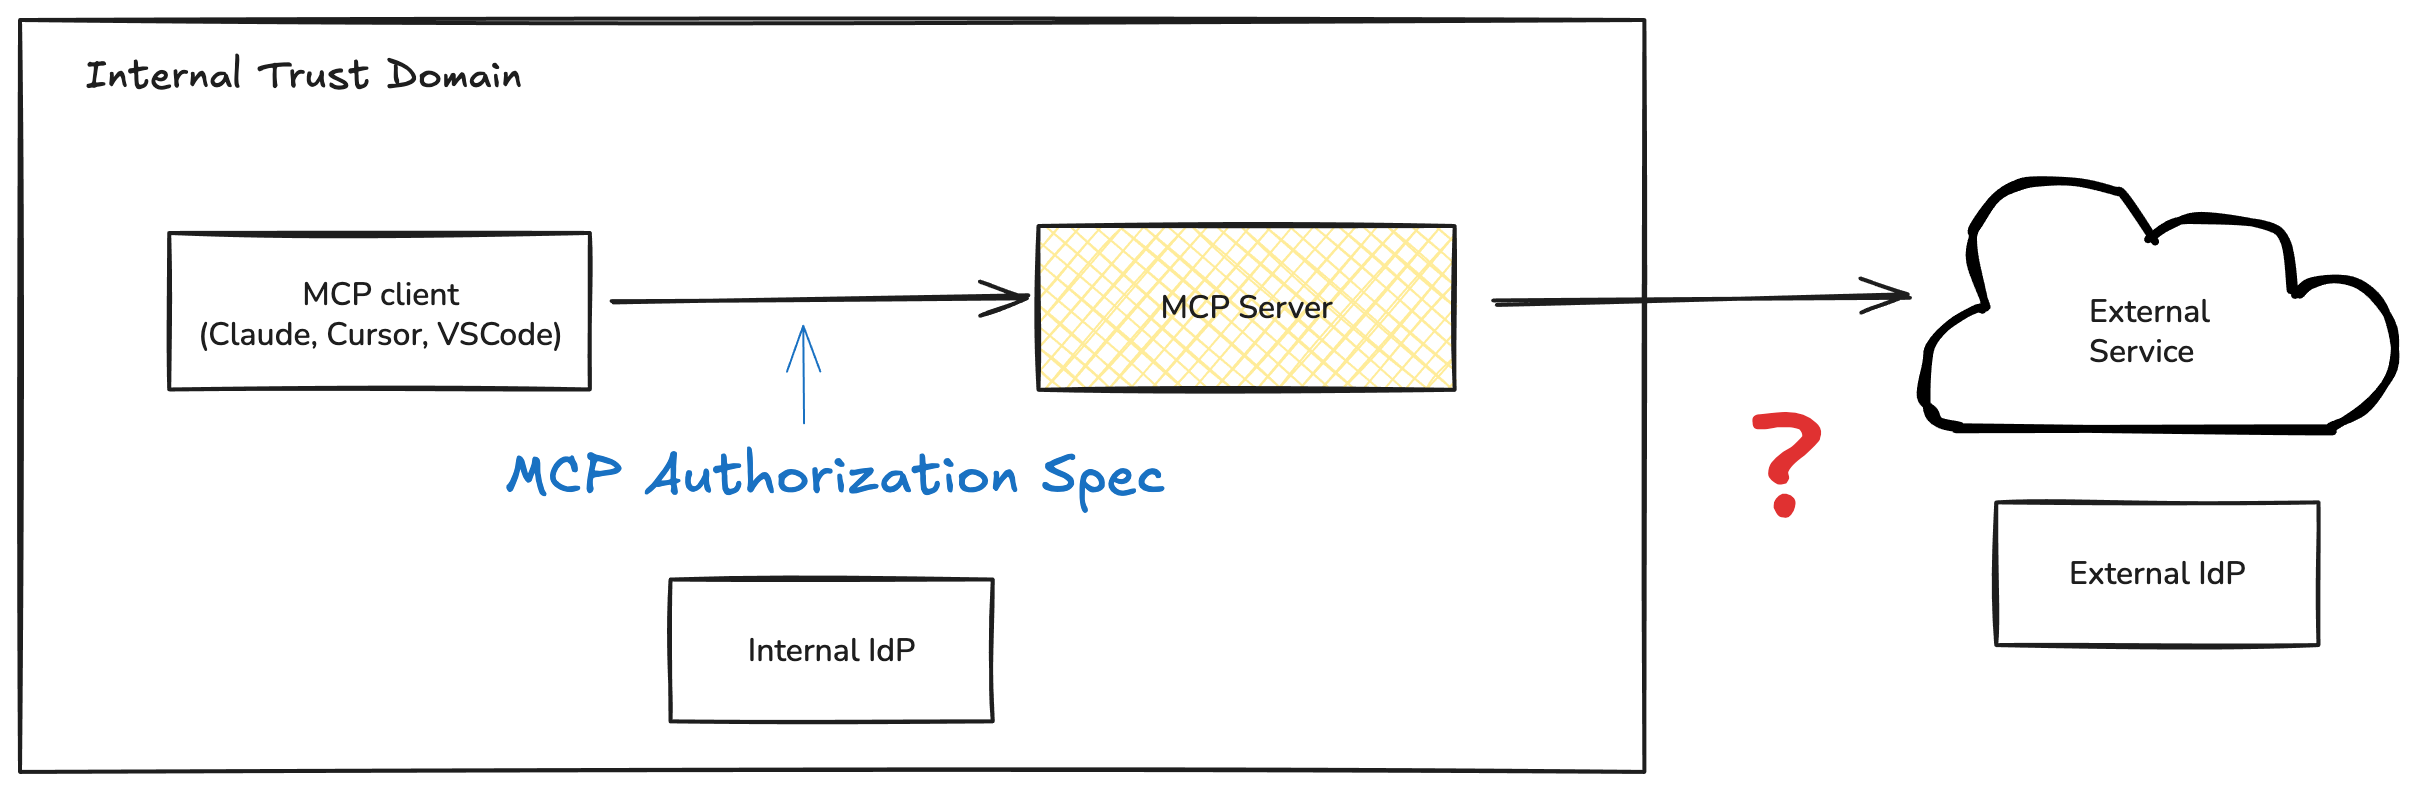 Internal Trust Domain
MCP client
(Claude, Cursor, VSCode)
MCP Server
External
Service
MCP Authorization Spec
?
External IdP
Internal IdP